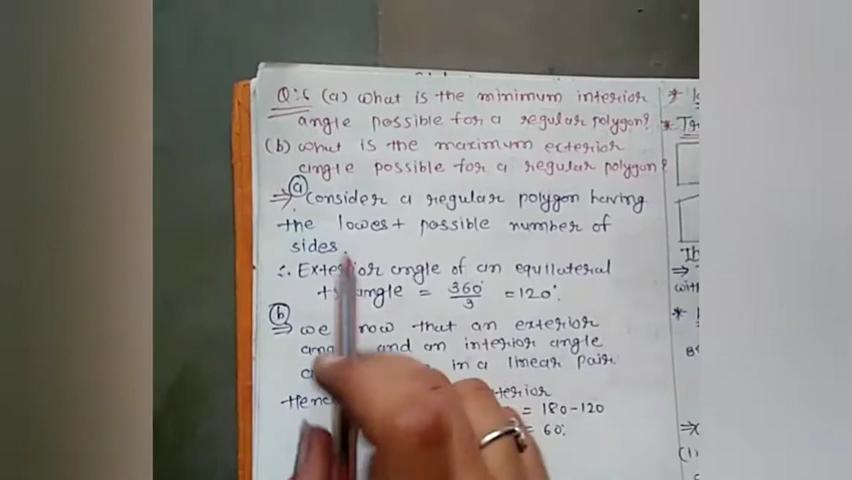 Q:6 (a) what is the minimum interior
angle possible for a regular polygon?
(b) what is the maximum exterior
angle possible for a regular polygon?
⇒ (a) Consider a regular polygon having
the lowest possible number of
sides.
∴ Exterior angle of an equllateral
triangle = 360°/3 = 120°.
(b)
⇒ we know that an exterior
and an interior angle
in a linear pair
= 180-120
= 60°.